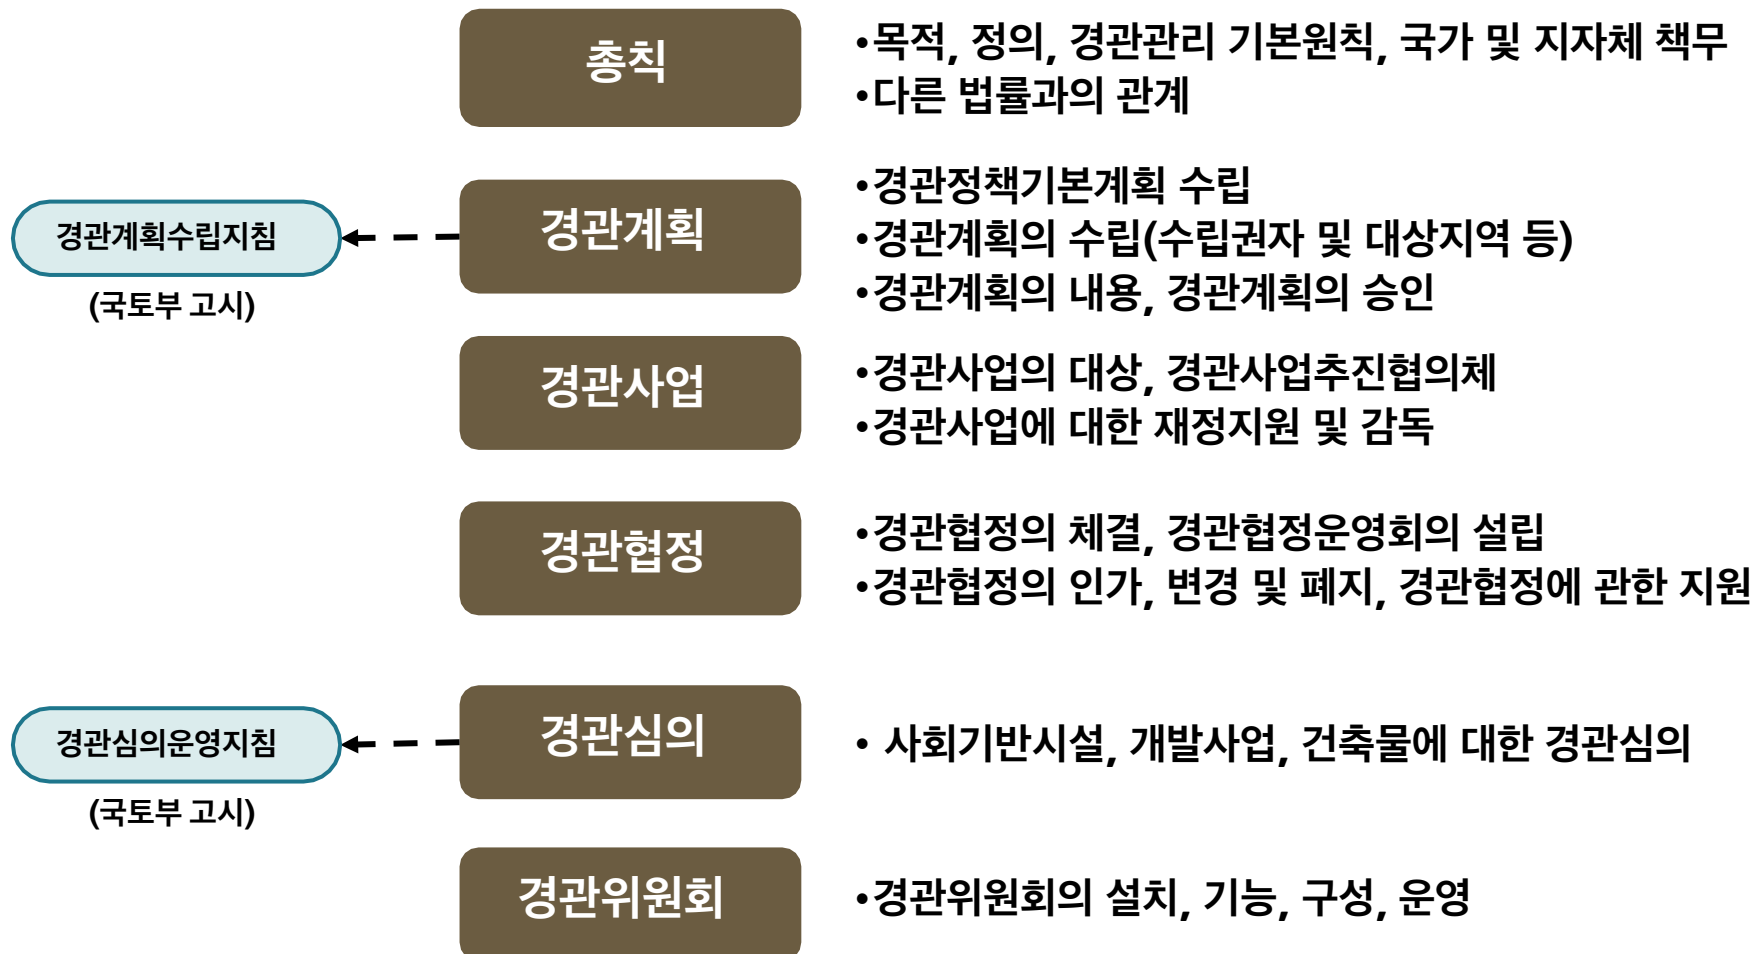 총칙
•목적, 정의, 경관관리 기본원칙, 국가 및 지자체 책무
•다른 법률과의 관계
경관계획수립지침
(국토부 고시)
경관계획
•경관정책기본계획 수립
•경관계획의 수립(수립권자 및 대상지역 등)
•경관계획의 내용, 경관계획의 승인
경관사업
•경관사업의 대상, 경관사업추진협의체
•경관사업에 대한 재정지원 및 감독
경관협정
•경관협정의 체결, 경관협정운영회의 설립
•경관협정의 인가, 변경 및 폐지, 경관협정에 관한 지원
경관심의운영지침
(국토부 고시)
경관심의
• 사회기반시설, 개발사업, 건축물에 대한 경관심의
경관위원회
•경관위원회의 설치, 기능, 구성, 운영